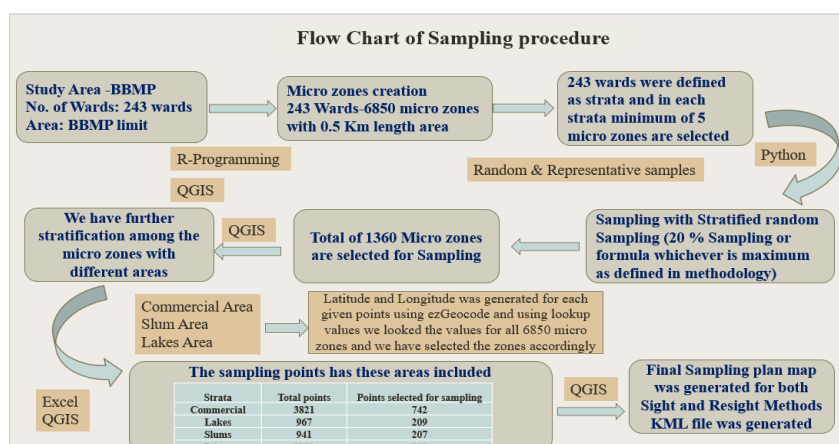 Flow Chart of Sampling procedure
Study Area -BBMP
No. of Wards: 243 wards
Area: BBMP limit
Micro zones creation
243 Wards-6850 micro zones
with 0.5 Km length area
243 wards were defined
as strata and in each
strata minimum of 5
micro zones are selected
R-Programming
QGIS
Random & Representative samples
Python
Sampling with Stratified random
Sampling (20 % Sampling or
formula whichever is maximum
as defined in methodology)
Total of 1360 Micro zones
are selected for Sampling
QGIS
We have further
stratification among the
micro zones with
different areas
Commercial Area
Slum Area
Lakes Area
Latitude and Longitude was generated for each
given points using ezGeocode and using lookup
values we looked the values for all 6850 micro
zones and we have selected the zones accordingly
Excel
QGIS
The sampling points has these areas included
Strata Total points Points selected for sampling
Commercial 3821 742
Lakes 967 209
Slums 941 207
QGIS
Final Sampling plan map
was generated for both
Sight and Resight Methods
KML file was generated